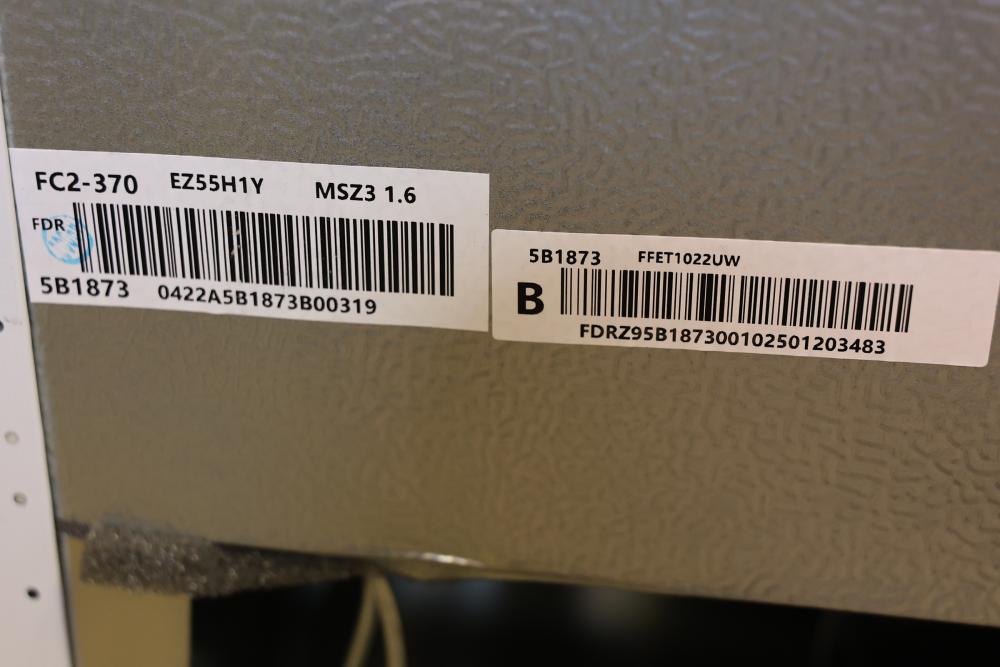 FC2-370 EZ55H1Y MSZ3 1.6
FDR
5B1873 0422A5B1873B00319
5B1873 FFET1022UW
B
FDRZ95B187300102501203483